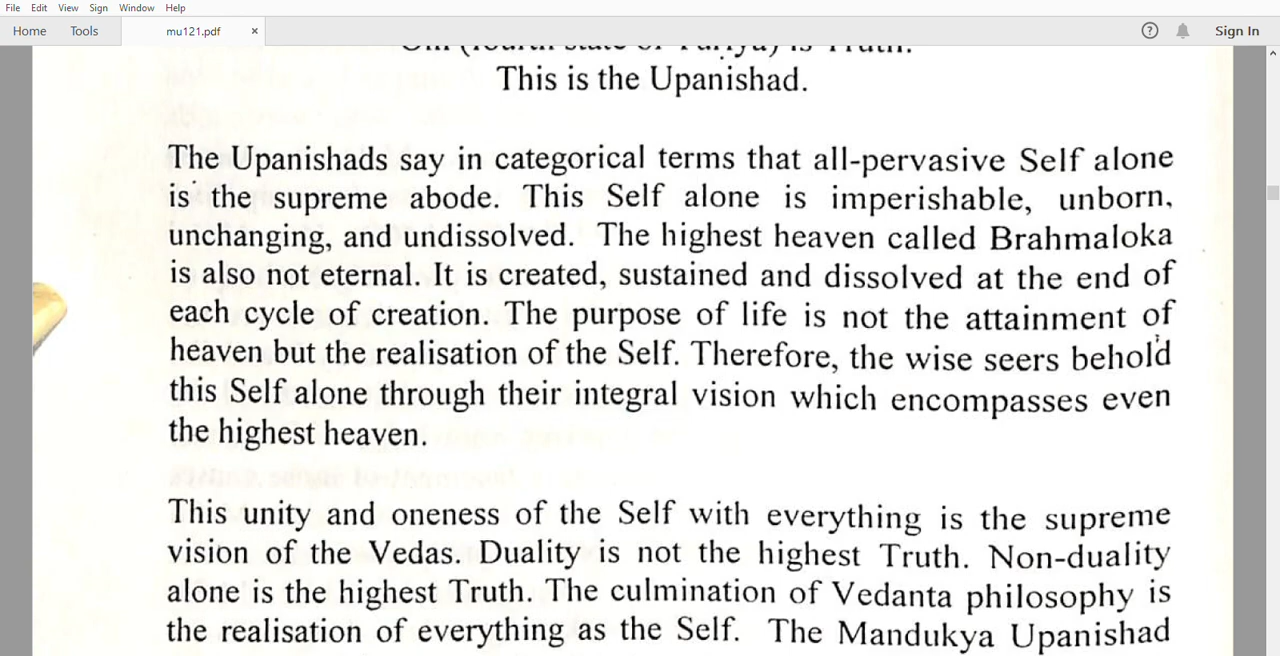 File Edit View Sign Window Help
Home Tools mu121.pdf × ? Sign In
Om (fourth state or Turiya) is Truth.
This is the Upanishad.
The Upanishads say in categorical terms that all-pervasive Self alone
is the supreme abode. This Self alone is imperishable, unborn,
unchanging, and undissolved. The highest heaven called Brahmaloka
is also not eternal. It is created, sustained and dissolved at the end of
each cycle of creation. The purpose of life is not the attainment of
heaven but the realisation of the Self. Therefore, the wise seers behold
this Self alone through their integral vision which encompasses even
the highest heaven.
This unity and oneness of the Self with everything is the supreme
vision of the Vedas. Duality is not the highest Truth. Non-duality
alone is the highest Truth. The culmination of Vedanta philosophy is
the realisation of everything as the Self. The Mandukya Upanishad